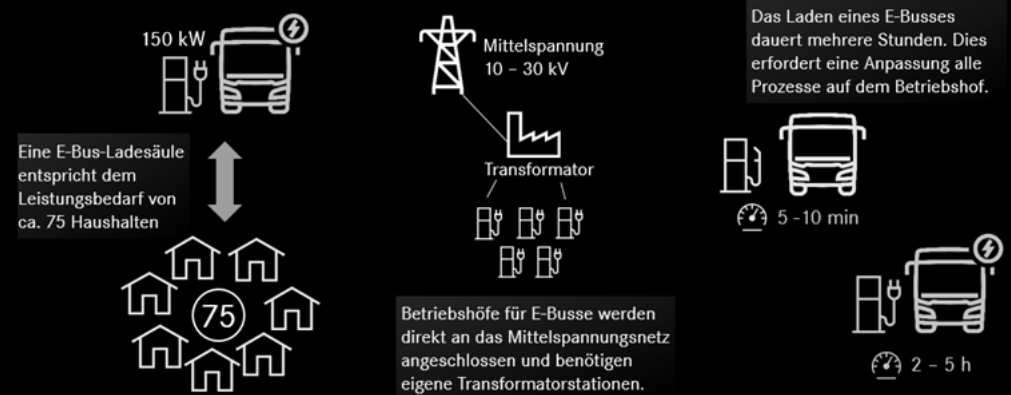 150 kW
Eine E-Bus-Ladesäule
entspricht dem
Leistungsbedarf von
ca. 75 Haushalten
75
Mittelspannung
10 – 30 kV
Transformator
Betriebshöfe für E-Busse werden
direkt an das Mittelspannungsnetz
angeschlossen und benötigen
eigene Transformatorstationen.
Das Laden eines E-Busses
dauert mehrere Stunden. Dies
erfordert eine Anpassung alle
Prozesse auf dem Betriebshof.
5 -10 min
2 – 5 h